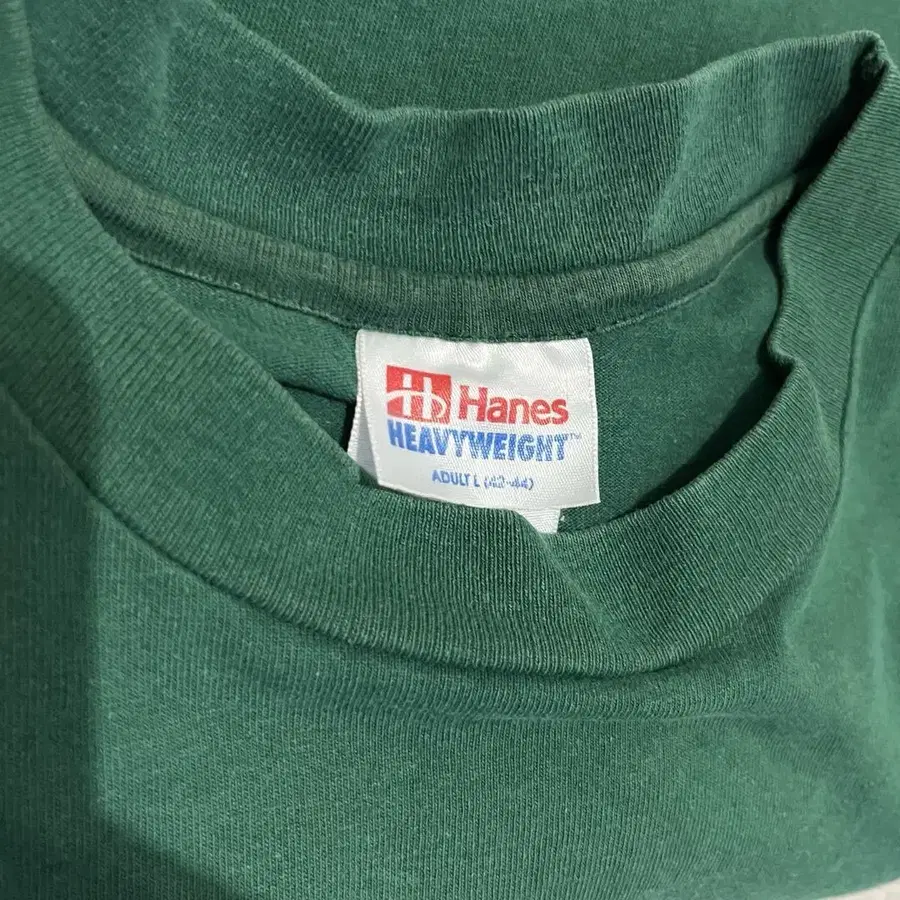 Hanes
HEAVYWEIGHT™
ADULT L (42-44)